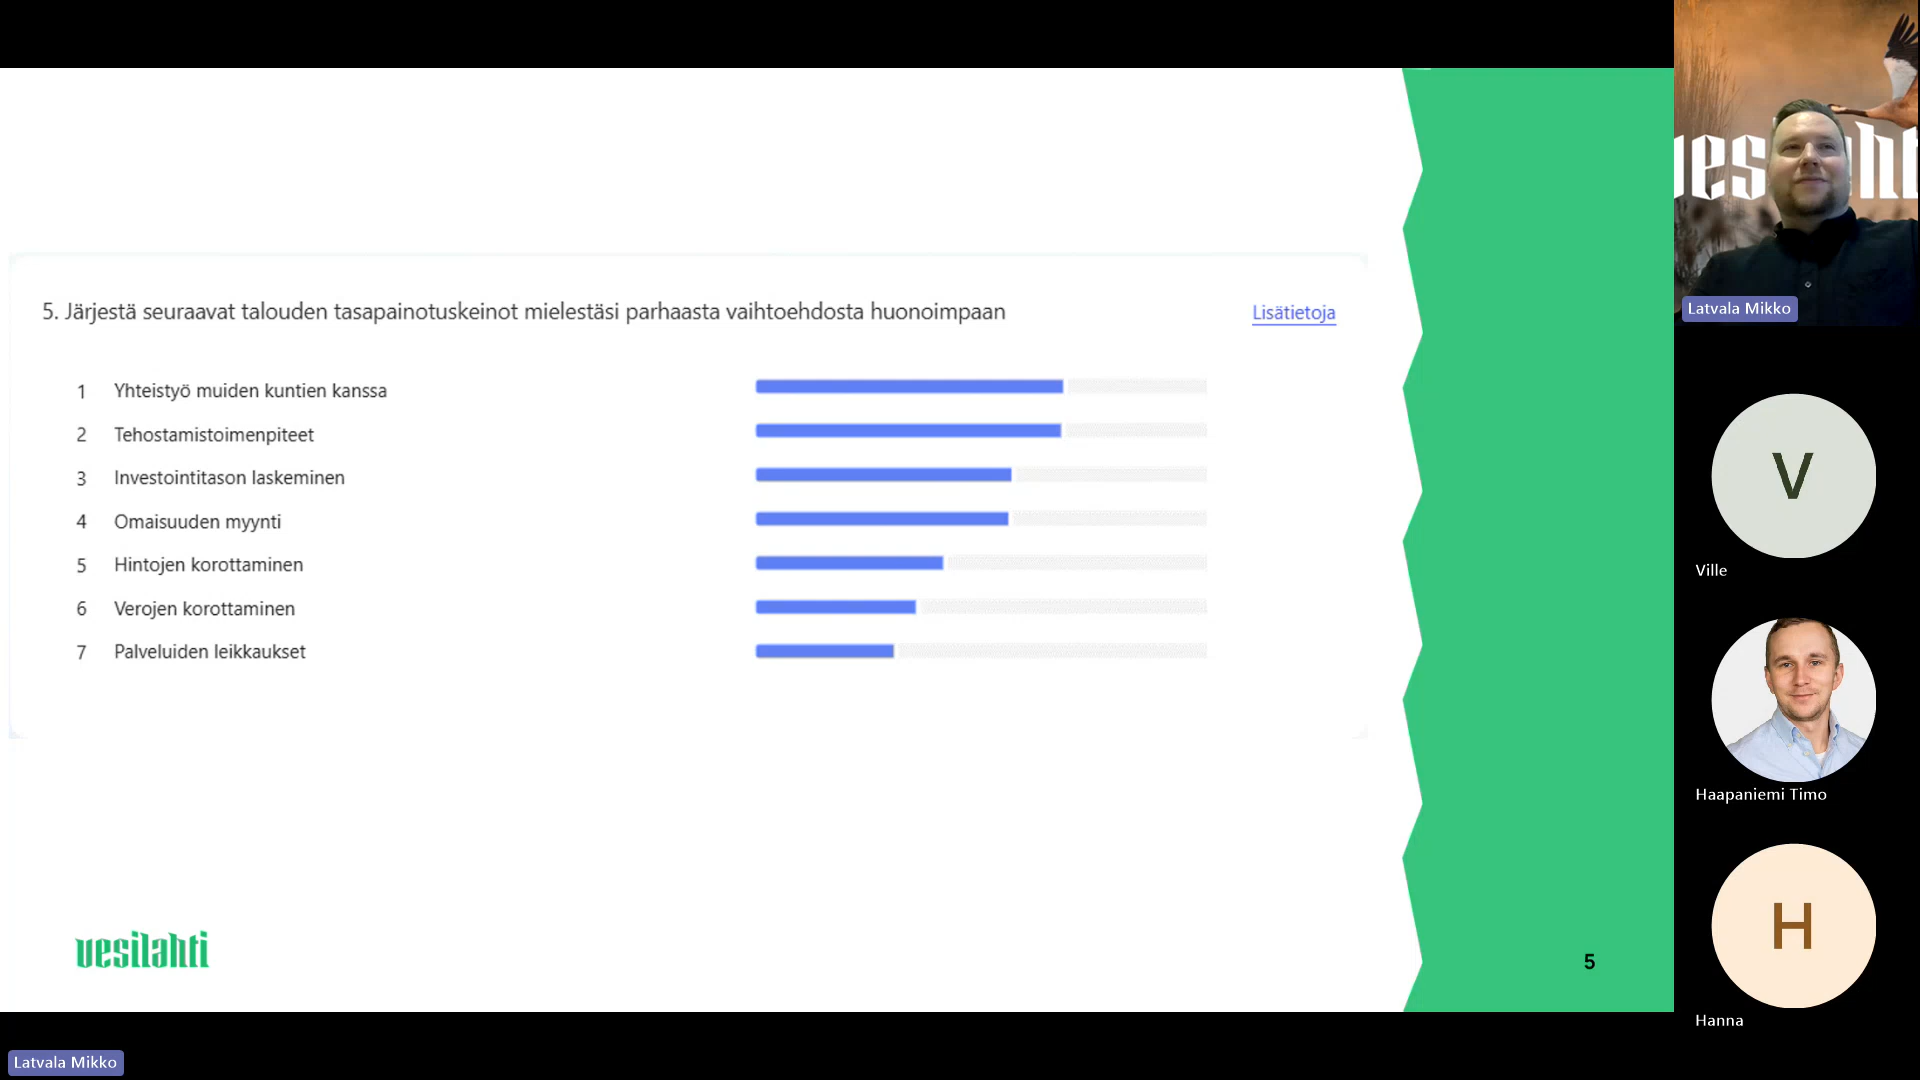 5. Järjestä seuraavat talouden tasapainotuskeinot mielestäsi parhaasta vaihtoehdosta huonoimpaan
Lisätietoja
1 Yhteistyö muiden kuntien kanssa
2 Tehostamistoimenpiteet
3 Investointitason laskeminen
4 Omaisuuden myynti
5 Hintojen korottaminen
6 Verojen korottaminen
7 Palveluiden leikkaukset
vesilahti
5
Latvala Mikko
Latvala Mikko
V
Ville
Haapaniemi Timo
H
Hanna